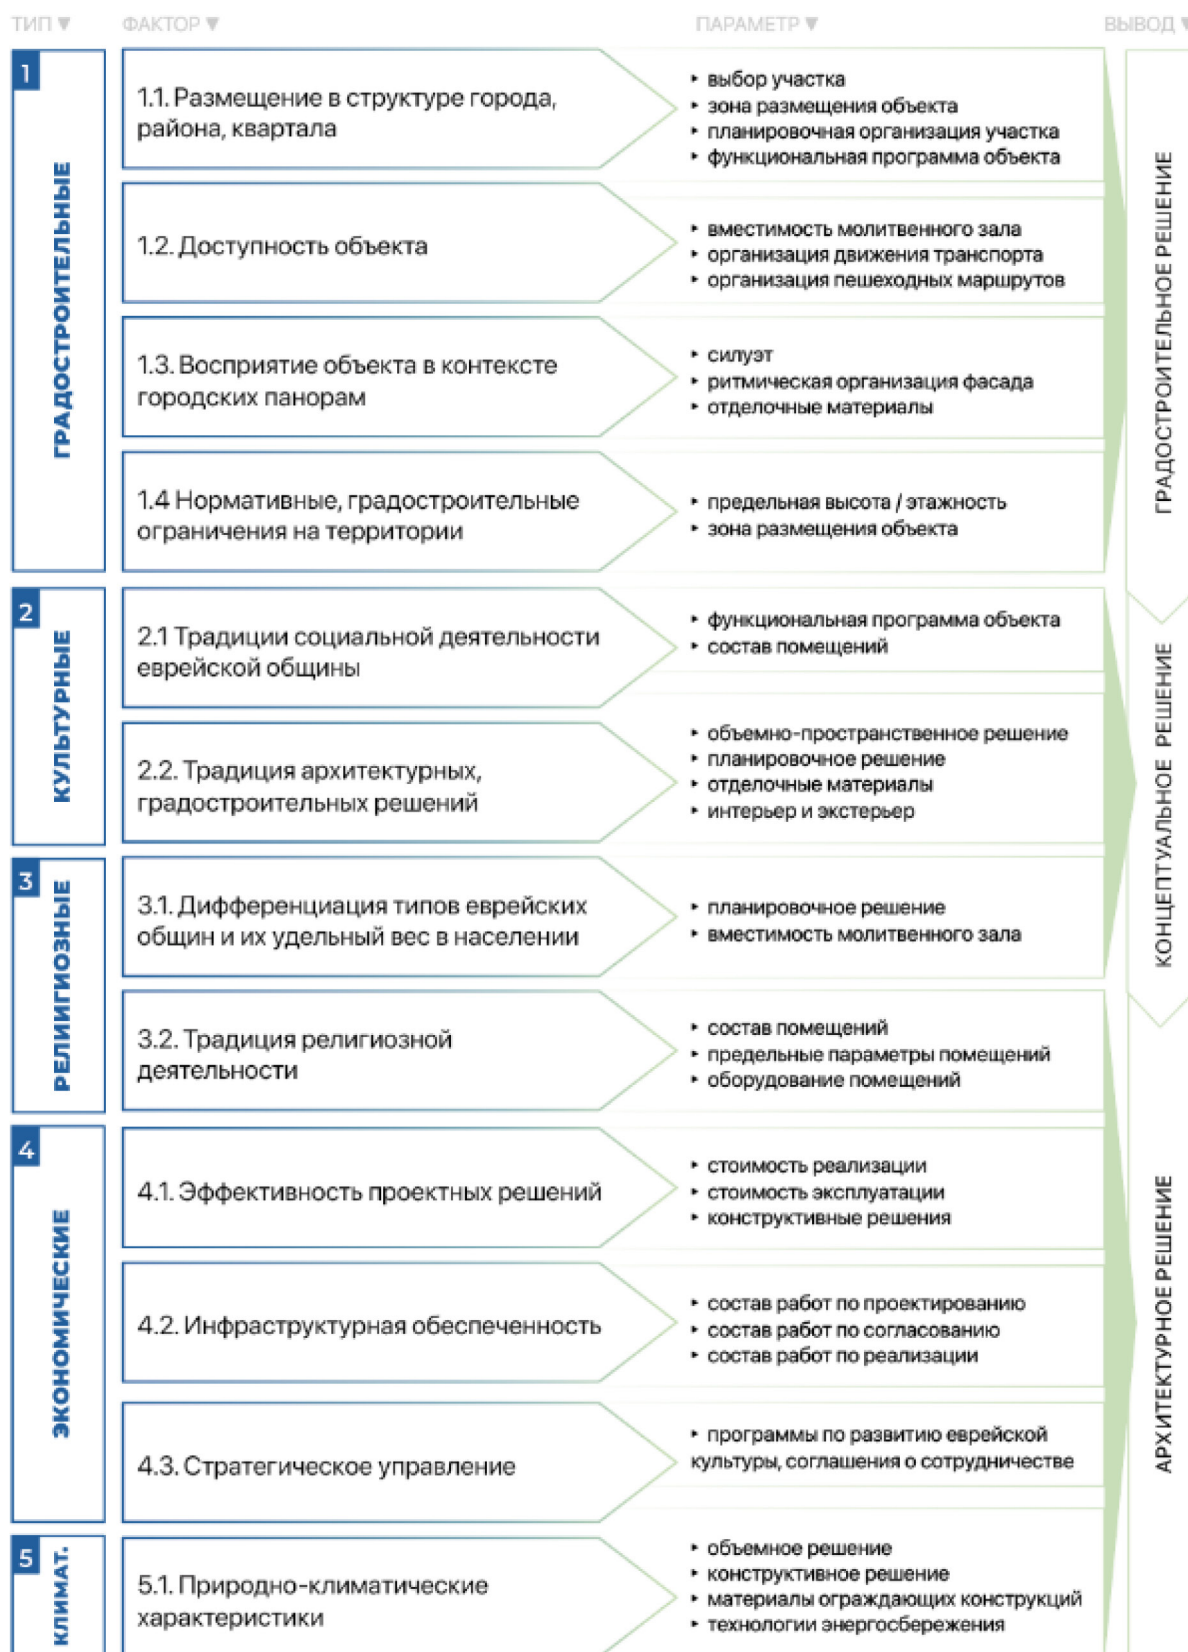 ТИП ▼ ФАКТОР ▼ ПАРАМЕТР ▼ ВЫВОД ▼
1
ГРАДОСТРОИТЕЛЬНЫЕ
1.1. Размещение в структуре города,
района, квартала
‣ выбор участка
‣ зона размещения объекта
‣ планировочная организация участка
‣ функциональная программа объекта
1.2. Доступность объекта
‣ вместимость молитвенного зала
‣ организация движения транспорта
‣ организация пешеходных маршрутов
1.3. Восприятие объекта в контексте
городских панорам
‣ силуэт
‣ ритмическая организация фасада
‣ отделочные материалы
1.4 Нормативные, градостроительные
ограничения на территории
‣ предельная высота / этажность
‣ зона размещения объекта
ГРАДОСТРОИТЕЛЬНОЕ РЕШЕНИЕ
2
КУЛЬТУРНЫЕ
2.1 Традиции социальной деятельности
еврейской общины
‣ функциональная программа объекта
‣ состав помещений
2.2. Традиция архитектурных,
градостроительных решений
‣ объемно-пространственное решение
‣ планировочное решение
‣ отделочные материалы
‣ интерьер и экстерьер
КОНЦЕПТУАЛЬНОЕ РЕШЕНИЕ
3
РЕЛИГИОЗНЫЕ
3.1. Дифференциация типов еврейских
общин и их удельный вес в населении
‣ планировочное решение
‣ вместимость молитвенного зала
3.2. Традиция религиозной
деятельности
‣ состав помещений
‣ предельные параметры помещений
‣ оборудование помещений
4
ЭКОНОМИЧЕСКИЕ
4.1. Эффективность проектных решений
‣ стоимость реализации
‣ стоимость эксплуатации
‣ конструктивные решения
4.2. Инфраструктурная обеспеченность
‣ состав работ по проектированию
‣ состав работ по согласованию
‣ состав работ по реализации
4.3. Стратегическое управление
‣ программы по развитию еврейской
культуры, соглашения о сотрудничестве
АРХИТЕКТУРНОЕ РЕШЕНИЕ
5
КЛИМАТ.
5.1. Природно-климатические
характеристики
‣ объемное решение
‣ конструктивное решение
‣ материалы ограждающих конструкций
‣ технологии энергосбережения